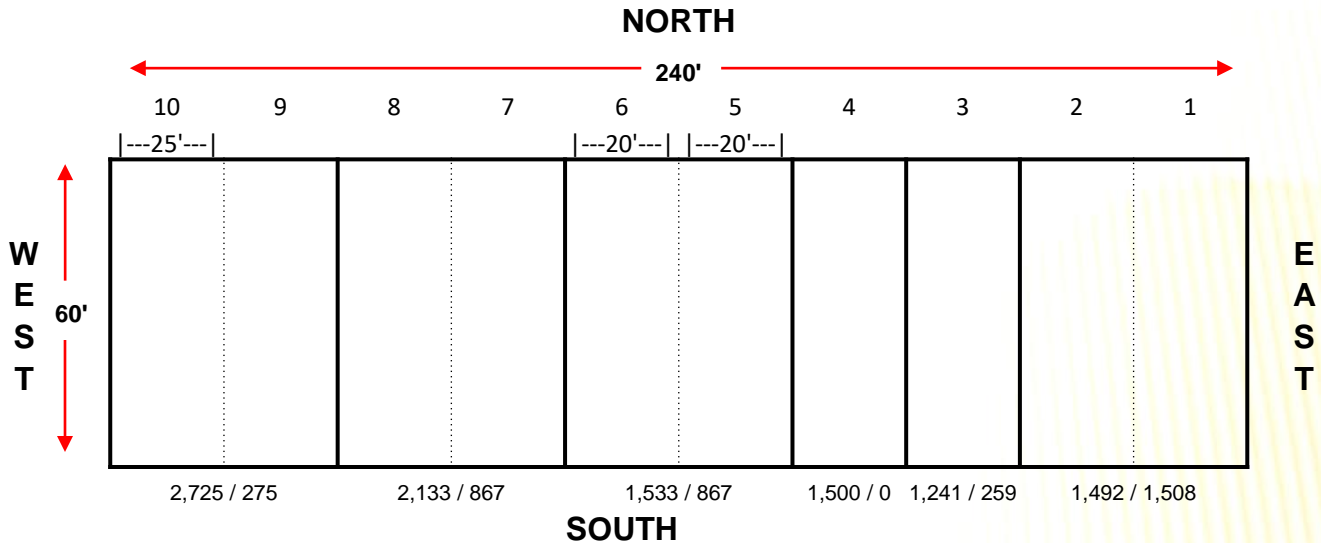 NORTH
240'
10 9 8 7 6 5 4 3 2 1
|---25'---| |---20'---| |---20'---|
W
E
S
T
60'
E
A
S
T
2,725 / 275 2,133 / 867 1,533 / 867 1,500 / 0 1,241 / 259 1,492 / 1,508
SOUTH